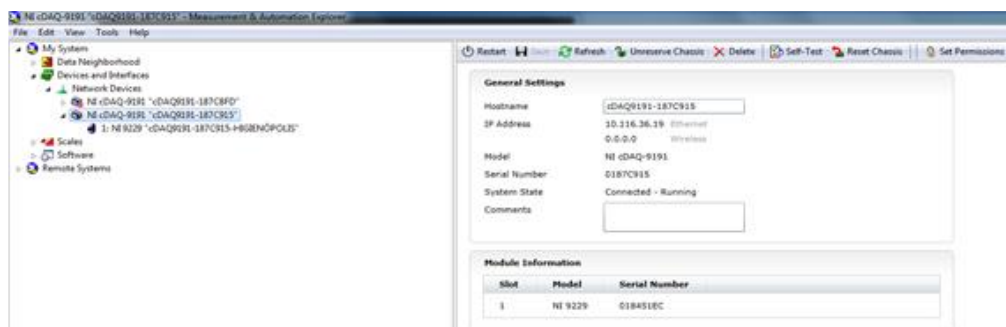 NI cDAQ-9191 "cDAQ9191-187C915" - Measurement & Automation Explorer
File Edit View Tools Help
My System
Data Neighborhood
Devices and Interfaces
Network Devices
NI cDAQ-9191 "cDAQ9191-187C8FD"
NI cDAQ-9191 "cDAQ9191-187C915"
1: NI 9229 "cDAQ9191-187C915-HIGIENÓPOLIS"
Scales
Software
Remote Systems
Restart Save Refresh Unreserve Chassis Delete Self-Test Reset Chassis Set Permissions
General Settings
Hostname cDAQ9191-187C915
IP Address 10.116.36.19 Ethernet
0.0.0.0 Wireless
Model NI cDAQ-9191
Serial Number 0187C915
System State Connected - Running
Comments
Module Information
Slot Model Serial Number
1 NI 9229 018451EC